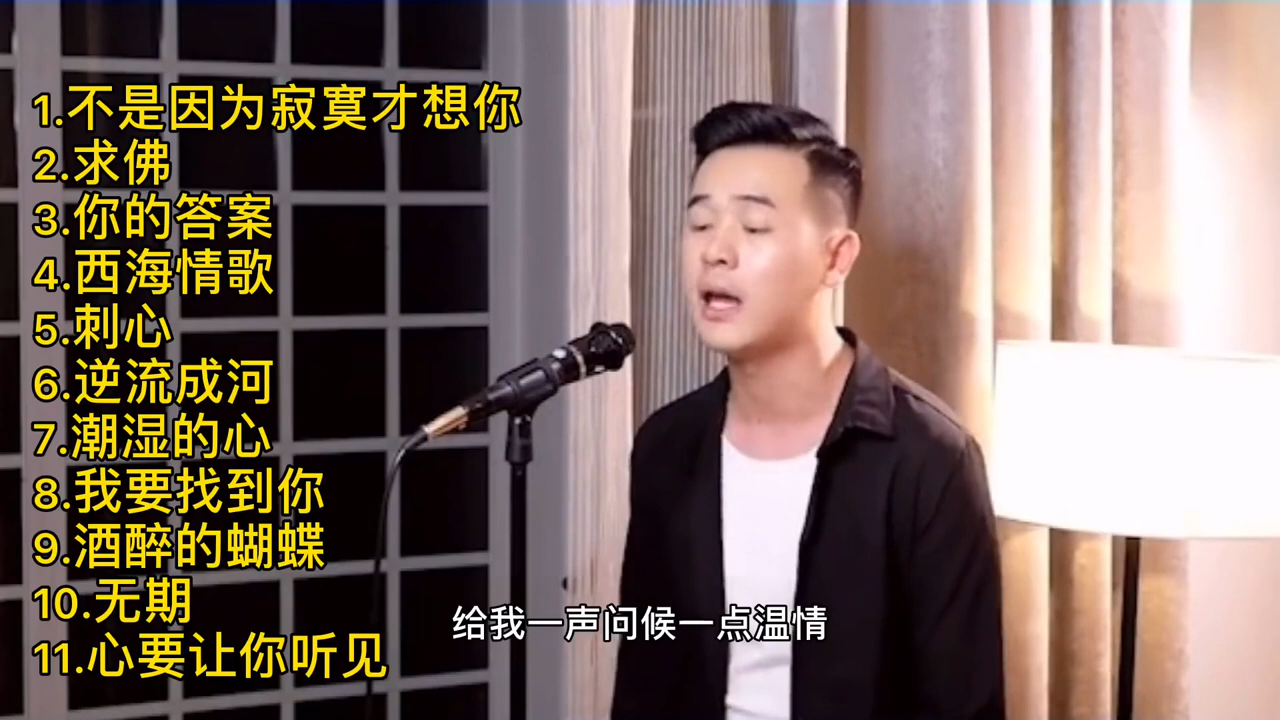 1.不是因为寂寞才想你
2.求佛
3.你的答案
4.西海情歌
5.刺心
6.逆流成河
7.潮湿的心
8.我要找到你
9.酒醉的蝴蝶
10.无期
11.心要让你听见
给我一声问候一点温情